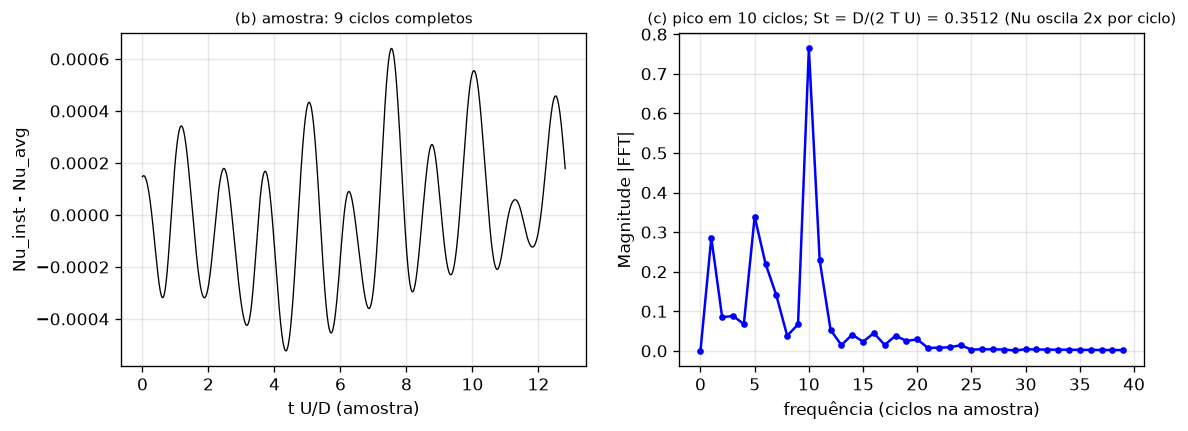 (b) amostra: 9 ciclos completos
0.0006
0.0004
0.0002
0.0000
−0.0002
−0.0004
Nu_inst - Nu_avg
0 2 4 6 8 10 12
t U/D (amostra)
(c) pico em 10 ciclos; St = D/(2 T U) = 0.3512 (Nu oscila 2x por ciclo)
0.8
0.7
0.6
0.5
0.4
0.3
0.2
0.1
0.0
Magnitude |FFT|
0 5 10 15 20 25 30 35 40
frequência (ciclos na amostra)